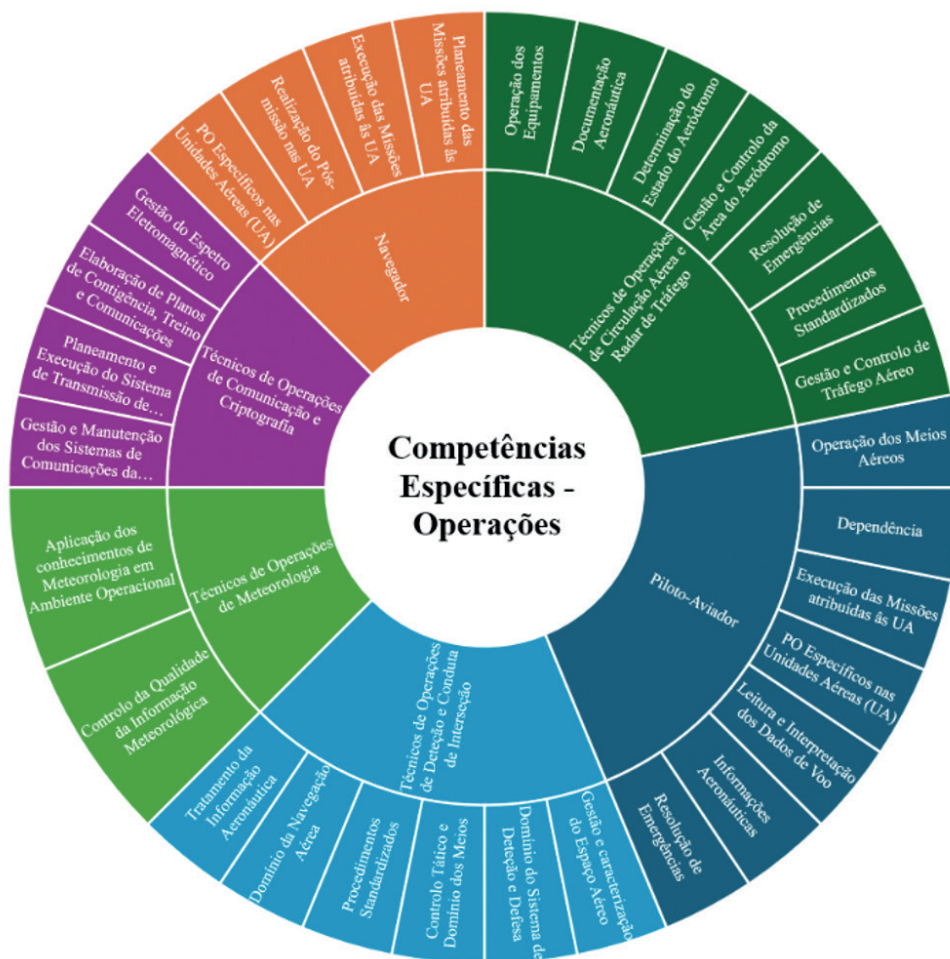 Competências
Específicas -
Operações
Técnicos de Operações
de Circulação Aérea e
Radar de Tráfego
Operação dos
Equipamentos
Documentação
Aeronáutica
Determinação do
Estado do Aeródromo
Gestão e Controlo da
Área do Aeródromo
Resolução de
Emergências
Procedimentos
Standardizados
Gestão e Controlo de
Tráfego Aéreo
Piloto-Aviador
Operação dos Meios
Aéreos
Dependência
Execução das Missões
atribuídas âs UA
PO Específicos nas
Unidades Aéreas (UA)
Leitura e Interpretação
dos Dados de Voo
Informações
Aeronáuticas
Resolução de
Emergências
Técnicos de Operações
de Deteção e Conduta
de Interseção
Gestão e caracterização
do Espaço Aéreo
Domínio do Sistema de
Deteção e Defesa
Controlo Tático e
Domínio dos Meios
Procedimentos
Standardizados
Domínio da Navegação
Aérea
Tratamento da
Informação
Aeronáutica
Técnicos de Operações
de Meteorologia
Controlo da Qualidade
da Informação
Meteorológica
Aplicação dos
conhecimentos de
Meteorologia em
Ambiente Operacional
Técnicos de Operações
de Comunicação e
Criptografia
Gestão e Manutenção
dos Sistemas de
Comunicações da...
Planeamento e
Execução do Sistema
de Transmissão de...
Elaboração de Planos
de Contigência, Treino
e Comunicações
Gestão do Espetro
Eletromagnético
Navegador
PO Específicos nas
Unidades Aéreas (UA)
Realização do Pós-
missão nas UA
Execução das Missões
atribuídas âs UA
Planeamento das
Missões atribuídas âs
UA